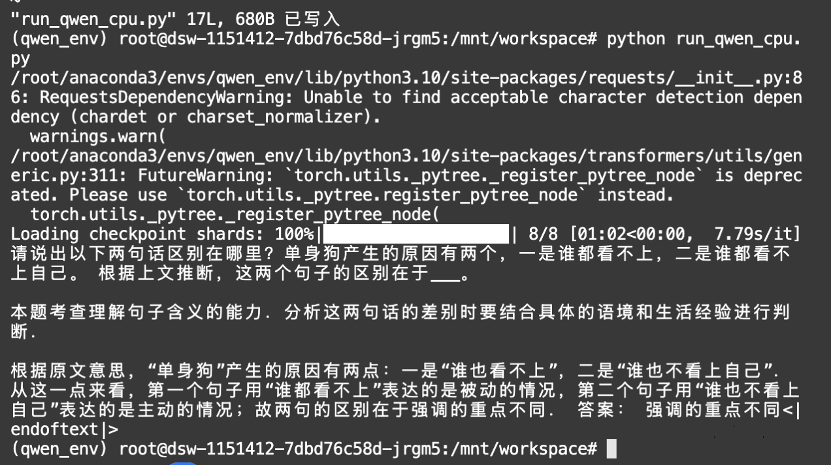 "run_qwen_cpu.py" 17L, 680B 已写入
(qwen_env) root@dsw-1151412-7dbd76c58d-jrgm5:/mnt/workspace# python run_qwen_cpu.
py
/root/anaconda3/envs/qwen_env/lib/python3.10/site-packages/requests/__init__.py:8
6: RequestsDependencyWarning: Unable to find acceptable character detection depen
dency (chardet or charset_normalizer).
  warnings.warn(
/root/anaconda3/envs/qwen_env/lib/python3.10/site-packages/transformers/utils/gen
eric.py:311: FutureWarning: `torch.utils._pytree._register_pytree_node` is deprec
ated. Please use `torch.utils._pytree.register_pytree_node` instead.
  torch.utils._pytree._register_pytree_node(
Loading checkpoint shards: 100%|██████████| 8/8 [01:02<00:00,  7.79s/it]
请说出以下两句话区别在哪里？单身狗产生的原因有两个，一是谁都看不上，二是谁都看不
上自己。 根据上文推断，这两个句子的区别在于___。
本题考查理解句子含义的能力．分析这两句话的差别时要结合具体的语境和生活经验进行判
断．
根据原文意思，“单身狗”产生的原因有两点：一是“谁也看不上”，二是“谁也不看上自己”．
从这一点来看，第一个句子用“谁都看不上”表达的是被动的情况，第二个句子用“谁也不看上
自己”表达的是主动的情况；故两句的区别在于强调的重点不同． 答案： 强调的重点不同<|
endoftext|>
(qwen_env) root@dsw-1151412-7dbd76c58d-jrgm5:/mnt/workspace#